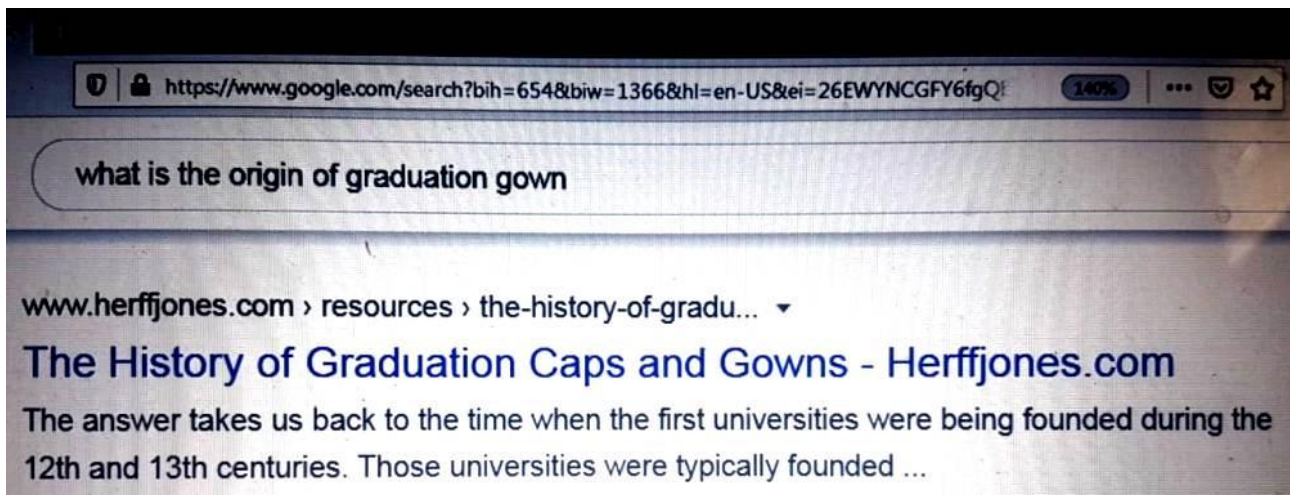 https://www.google.com/search?bih=654&biw=1366&hl=en-US&ei=26EWYNCGFY6fgQ
140%
what is the origin of graduation gown
www.herffjones.com › resources › the-history-of-gradu...
The History of Graduation Caps and Gowns - Herffjones.com
The answer takes us back to the time when the first universities were being founded during the
12th and 13th centuries. Those universities were typically founded ...